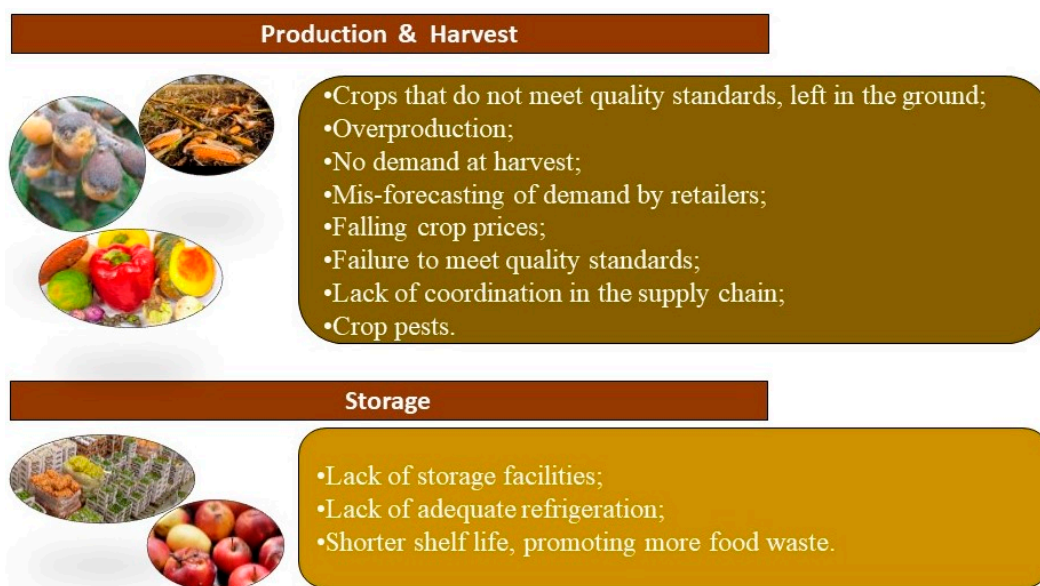 Production & Harvest
•Crops that do not meet quality standards, left in the ground;
•Overproduction;
•No demand at harvest;
•Mis-forecasting of demand by retailers;
•Falling crop prices;
•Failure to meet quality standards;
•Lack of coordination in the supply chain;
•Crop pests.
Storage
•Lack of storage facilities;
•Lack of adequate refrigeration;
•Shorter shelf life, promoting more food waste.